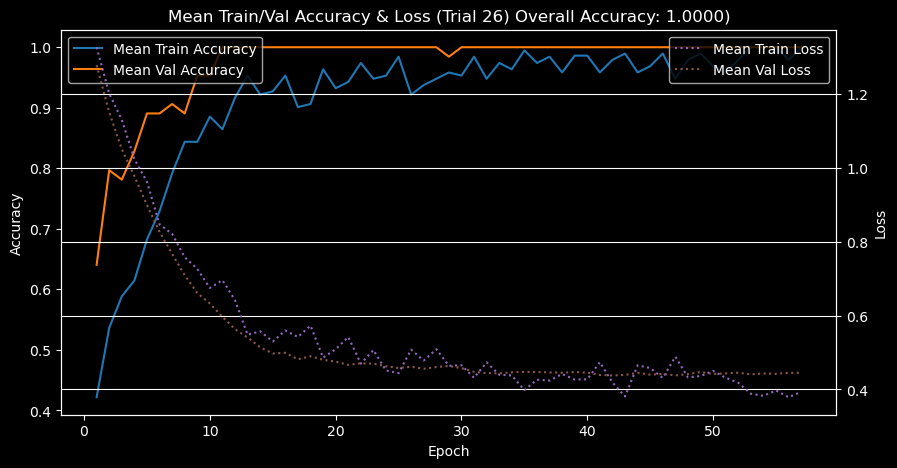 Mean Train/Val Accuracy & Loss (Trial 26) Overall Accuracy: 1.0000)
Mean Train Accuracy
Mean Val Accuracy
Mean Train Loss
Mean Val Loss
1.0
0.9
0.8
0.7
0.6
0.5
0.4
Accuracy
1.2
1.0
0.8
0.6
0.4
Loss
0 10 20 30 40 50
Epoch